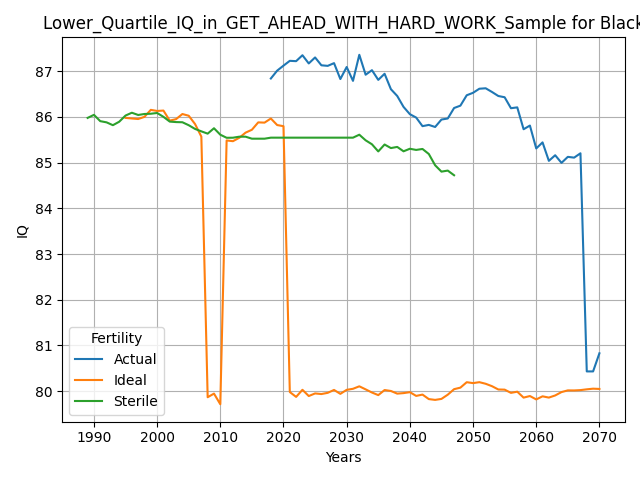 Lower_Quartile_IQ_in_GET_AHEAD_WITH_HARD_WORK_Sample for Black
87
86
85
84
83
82
81
80
IQ
Fertility
Actual
Ideal
Sterile
1990 2000 2010 2020 2030 2040 2050 2060 2070
Years